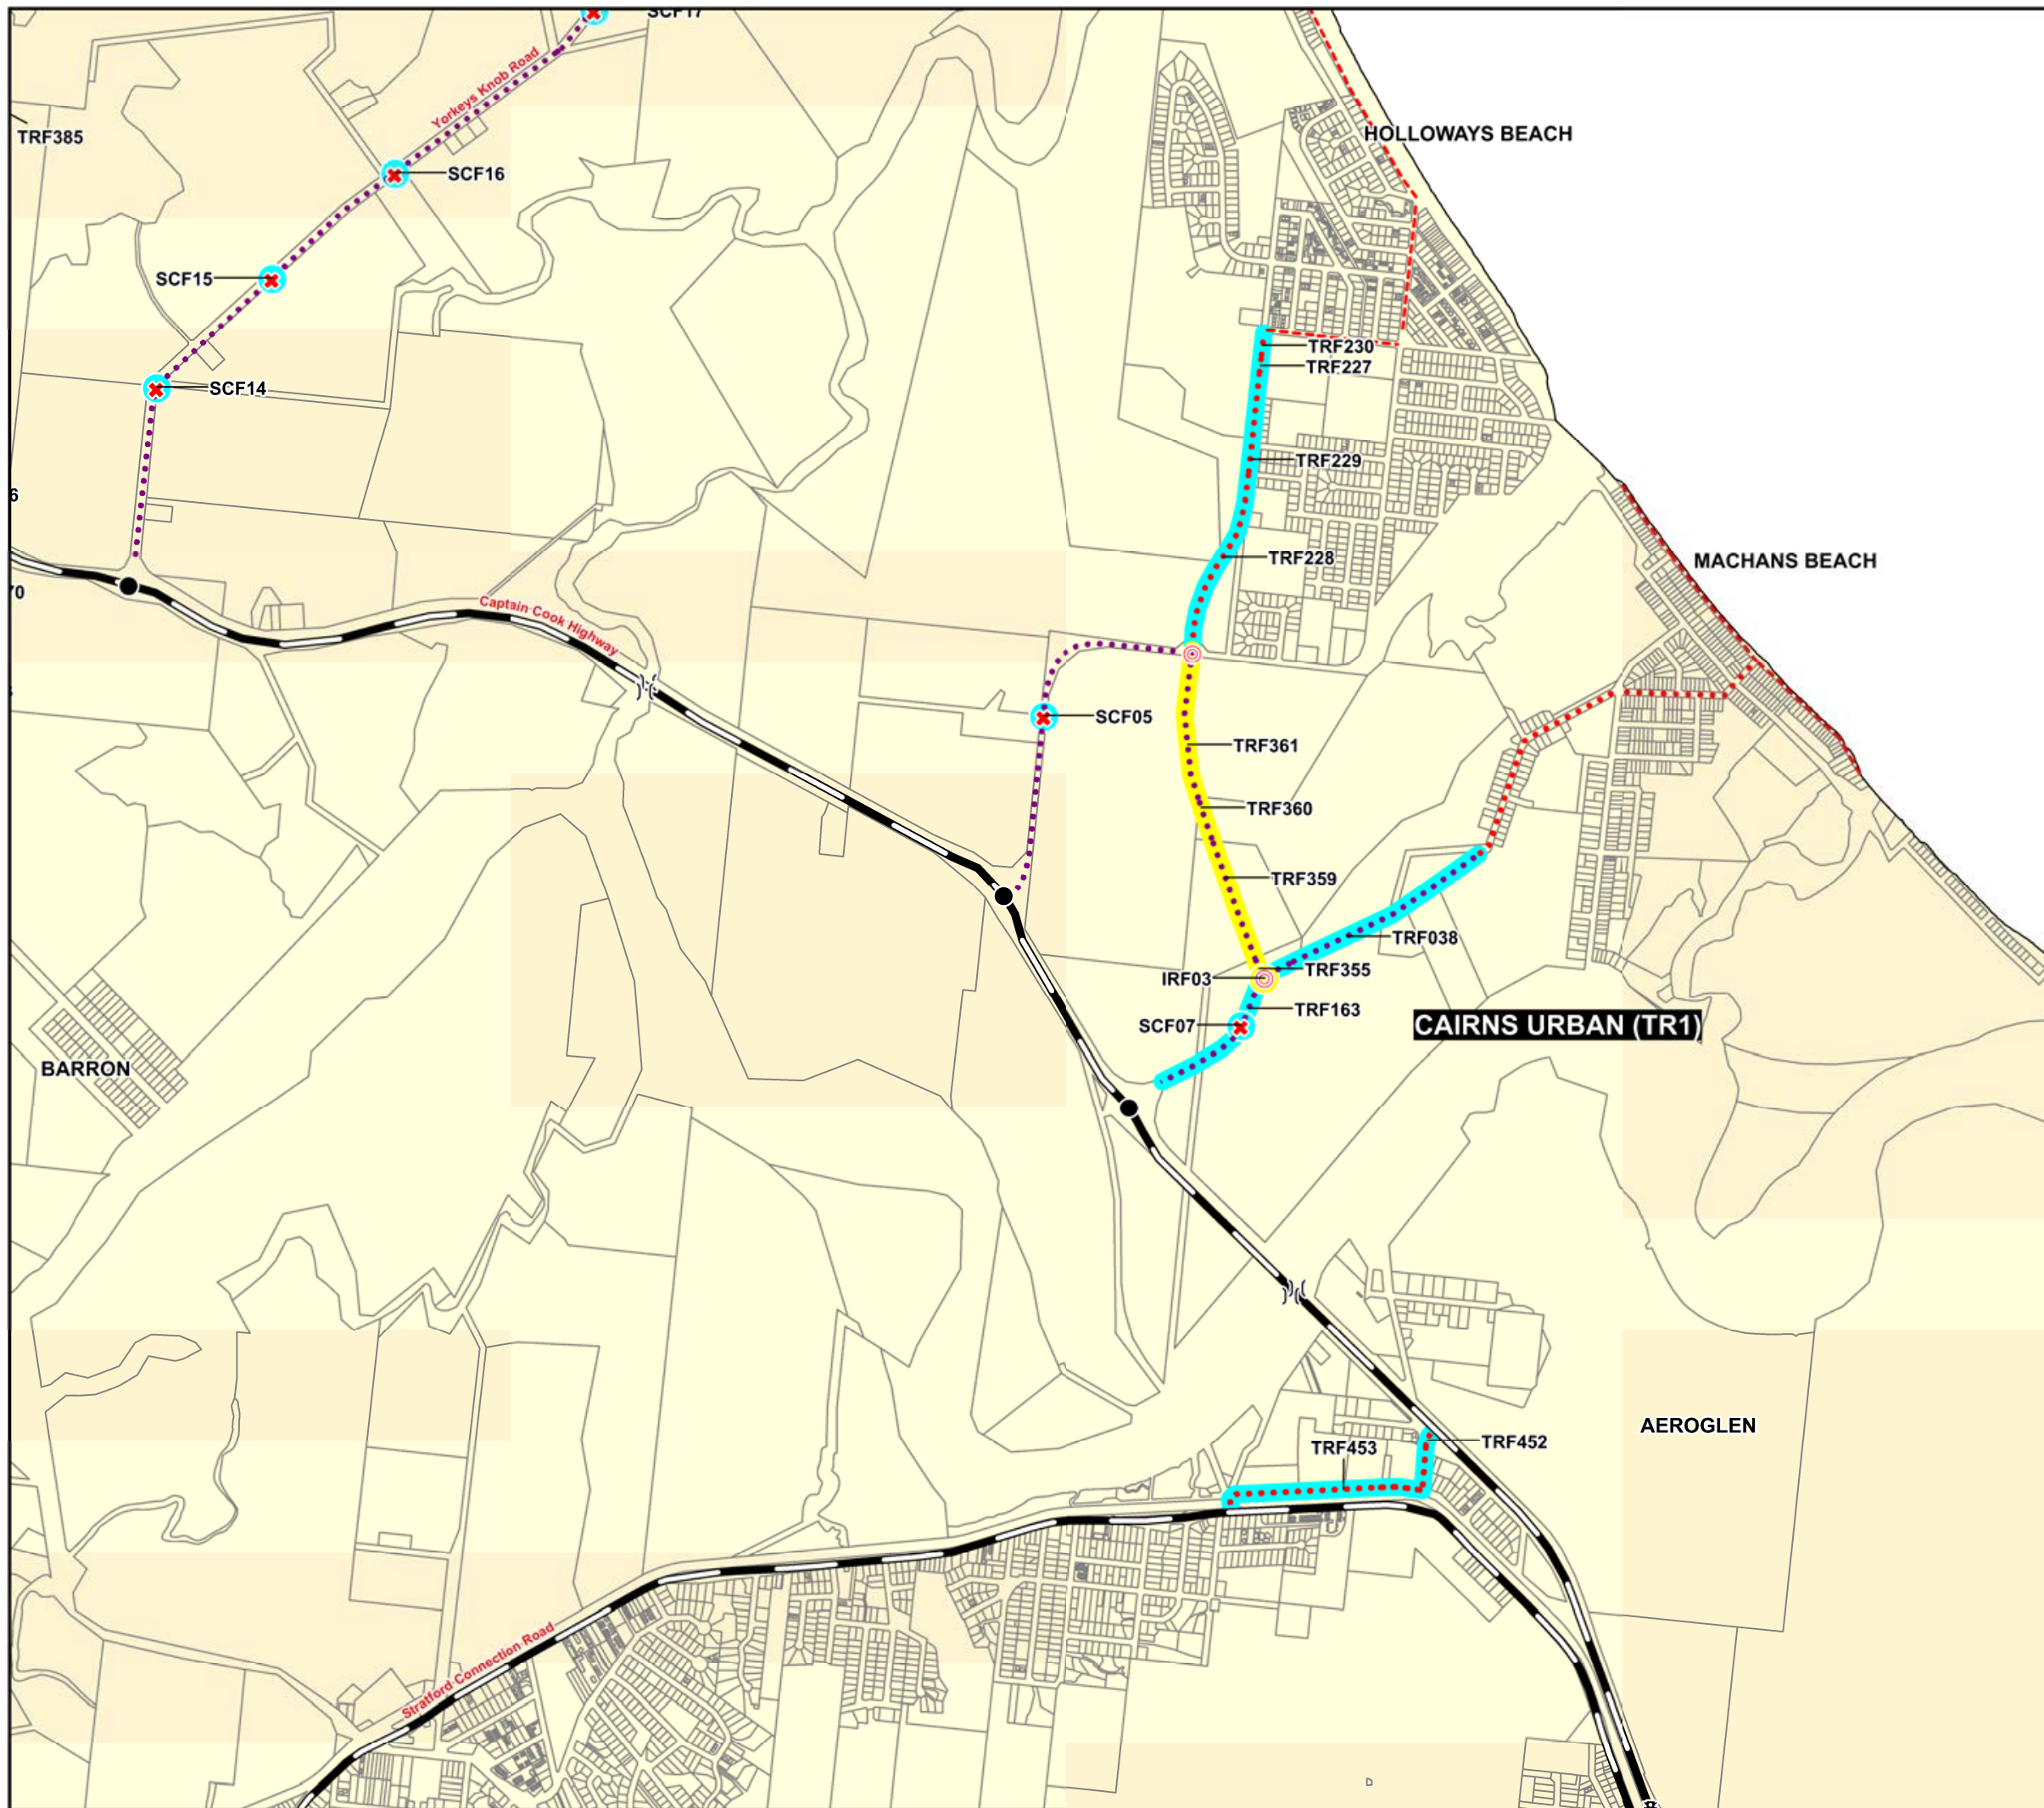 SCF17
Yorkeys Knob Road
HOLLOWAYS BEACH
TRF385
SCF16
SCF15
TRF230
TRF227
SCF14
TRF229
6
TRF228
MACHANS BEACH
70
Captain Cook Highway
SCF05
TRF361
TRF360
TRF359
TRF038
TRF355
IRF03
TRF163
SCF07
CAIRNS URBAN (TR1)
BARRON
AEROGLEN
TRF452
TRF453
Stratford Connection Road